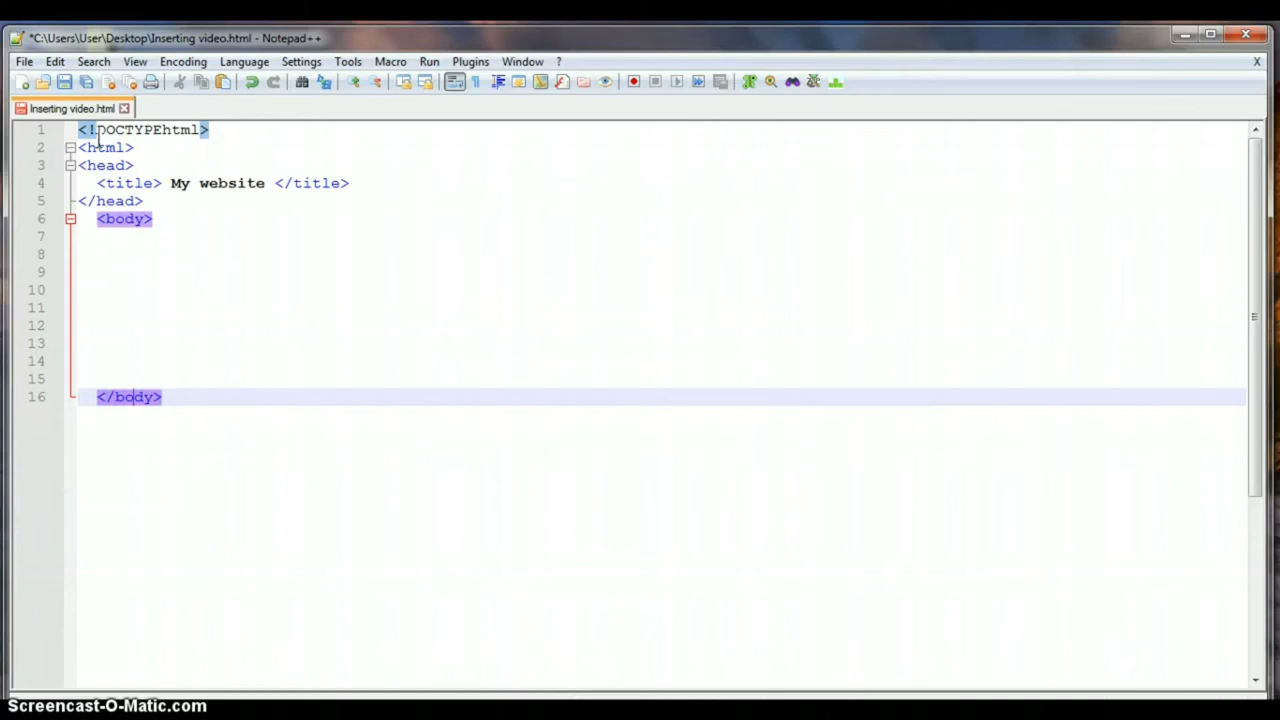 *C:\Users\User\Desktop\Inserting video.html - Notepad++
File Edit Search View Encoding Language Settings Tools Macro Run Plugins Window ? X
Inserting video.html
1 <!DOCTYPEhtml>
2 <html>
3 <head>
4 <title> My website </title>
5 </head>
6 <body>
7
8
9
10
11
12
13
14
15
16 </body>
Screencast-O-Matic.com